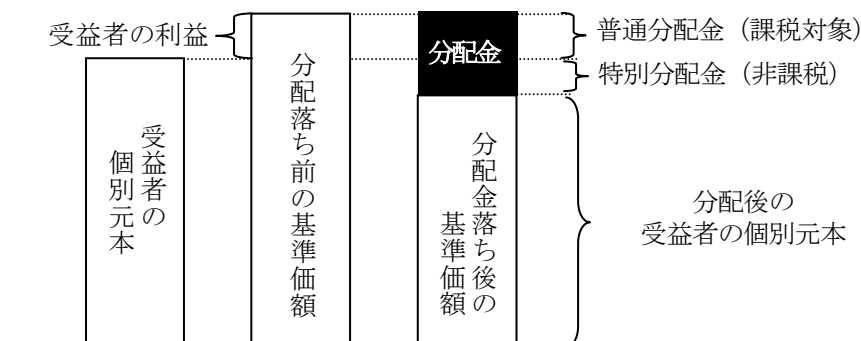 受益者の利益
普通分配金（課税対象）
特別分配金（非課税）
分配金
受益者の
個別元本
分配落ち前の基準価額
分配金落ち後の
基準価額
分配後の
受益者の個別元本